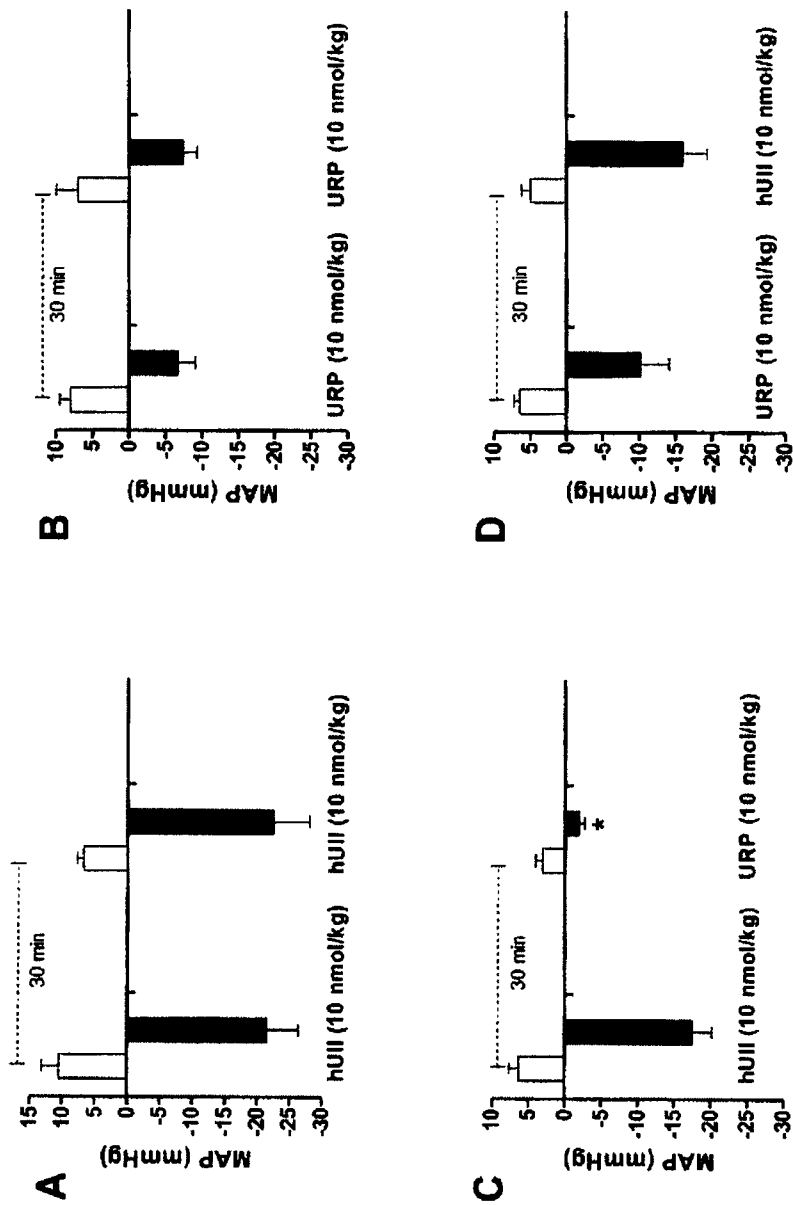 A
MAP (mmHg)
15
10
5
0
-5
-10
-15
-20
-25
-30
30 min
hUII (10 nmol/kg) hUII (10 nmol/kg)
B
MAP (mmHg)
10
5
0
-5
-10
-15
-20
-25
-30
30 min
URP (10 nmol/kg) URP (10 nmol/kg)
C
MAP (mmHg)
10
5
0
-5
-10
-15
-20
-25
-30
30 min
*
hUII (10 nmol/kg) URP (10 nmol/kg)
D
MAP (mmHg)
10
5
0
-5
-10
-15
-20
-25
-30
30 min
URP (10 nmol/kg) hUII (10 nmol/kg)